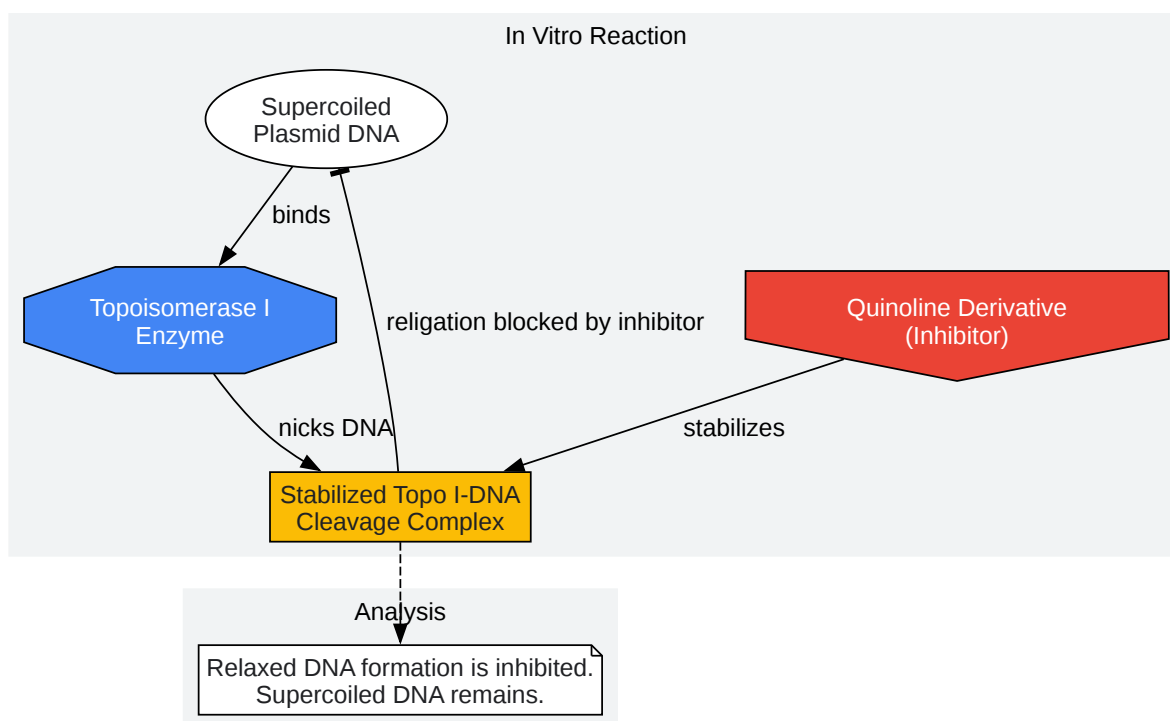 In Vitro Reaction
Supercoiled
Plasmid DNA
binds
Topoisomerase I
Enzyme
religation blocked by inhibitor
Quinoline Derivative
(Inhibitor)
nicks DNA
stabilizes
Stabilized Topo I-DNA
Cleavage Complex
Analysis
Relaxed DNA formation is inhibited.
Supercoiled DNA remains.